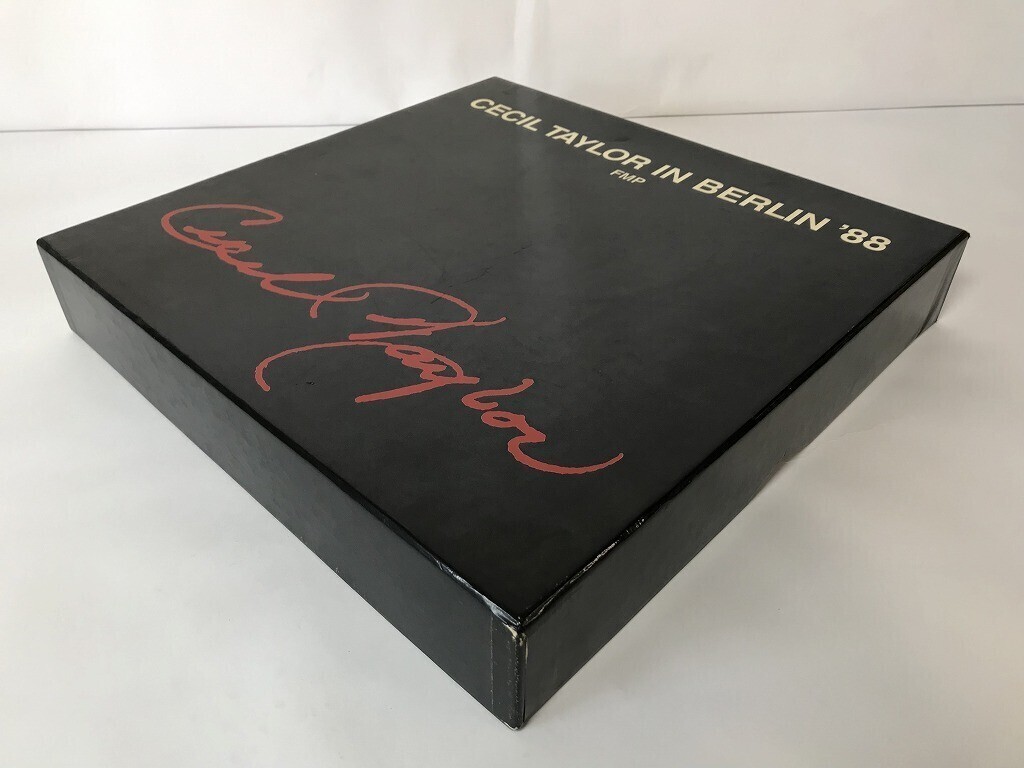 CECIL TAYLOR IN BERLIN '88
FMP
Cecil Taylor